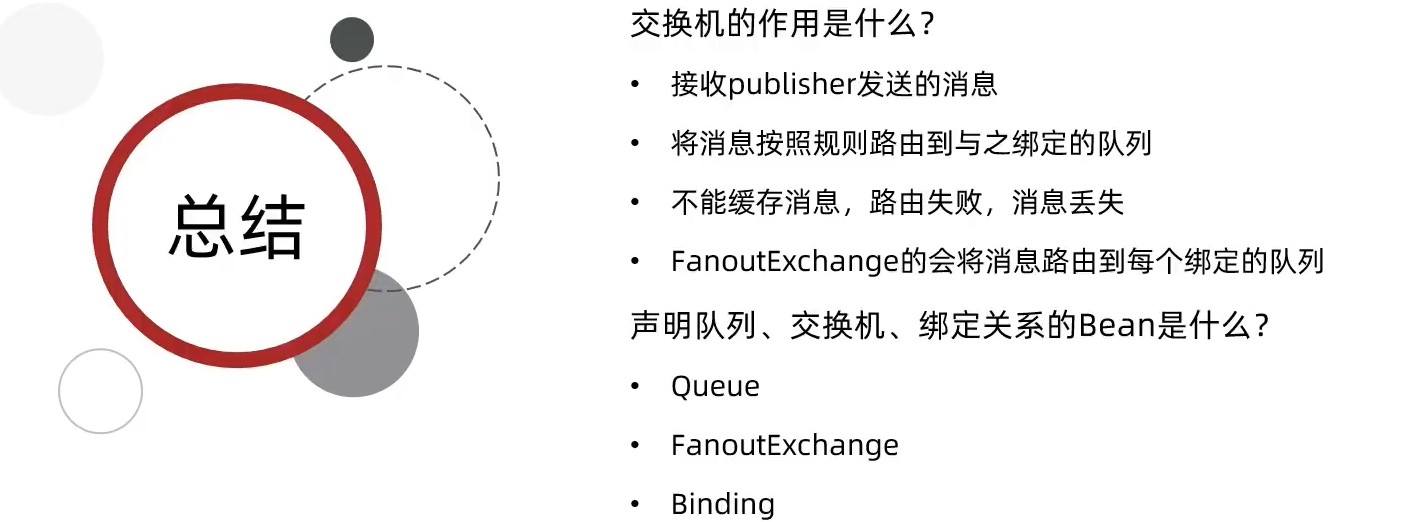 总结
交换机的作用是什么？
• 接收publisher发送的消息
• 将消息按照规则路由到与之绑定的队列
• 不能缓存消息，路由失败，消息丢失
• FanoutExchange的会将消息路由到每个绑定的队列
声明队列、交换机、绑定关系的Bean是什么？
• Queue
• FanoutExchange
• Binding